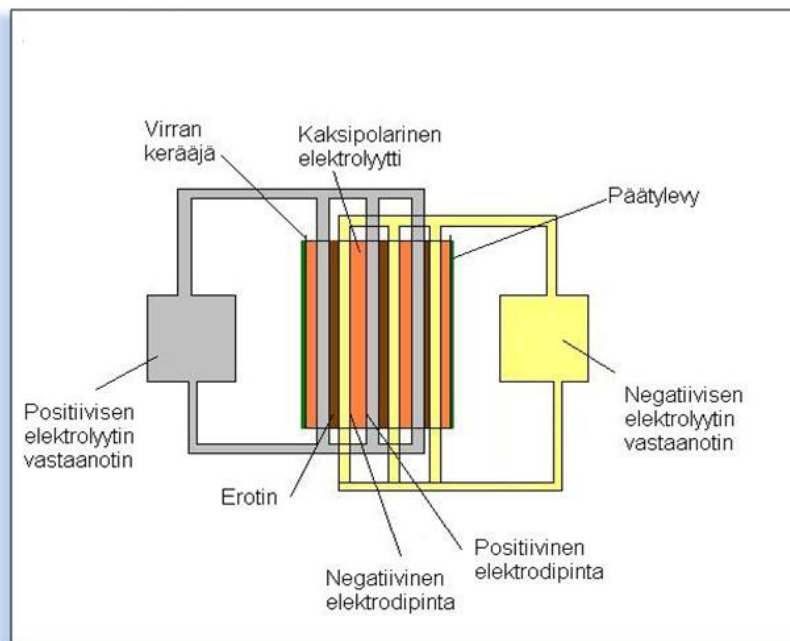 Virran
kerääjä
Kaksipolarinen
elektrolyytti
Päätylevy
Positiivisen
elektrolyytin
vastaanotin
Negatiivisen
elektrolyytin
vastaanotin
Erotin
Negatiivinen
elektrodipinta
Positiivinen
elektrodipinta